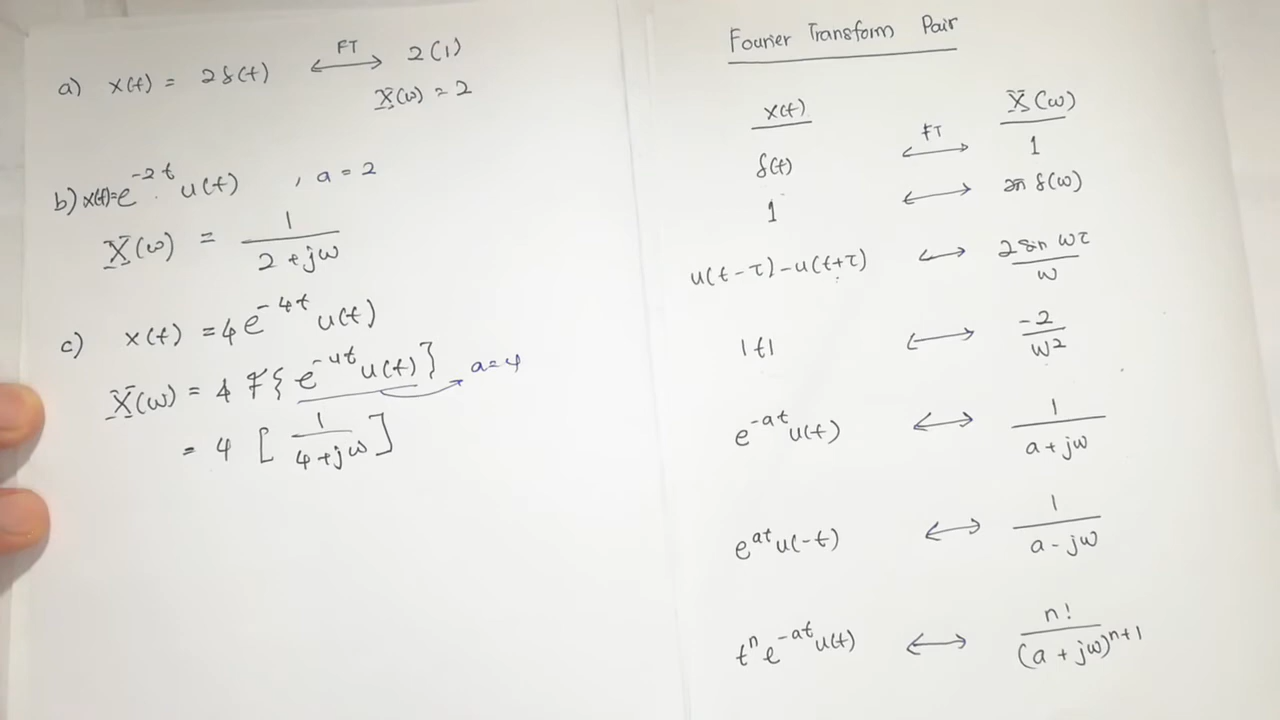 a) x(t) = 2δ(t) FT ⟷ 2(1)
X(ω) = 2
b) x(t)=e^{-2t} u(t) , a = 2
X(ω) = 1/(2+jω)
c) x(t) = 4e^{-4t} u(t)
X(ω) = 4 F{e^{-4t} u(t)} a=4
= 4 [1/(4+jω)]
Fourier Transform Pair
x(t) X(ω)
δ(t) FT ⟷ 1
1 ⟷ 2π δ(ω)
u(t-τ)-u(t+τ) ⟷ 2 sin ωτ/ω
|t| ⟷ -2/ω²
e^{-at}u(t) ⟷ 1/(a+jω)
e^{at}u(-t) ⟷ 1/(a-jω)
t^n e^{-at}u(t) ⟷ n!/(a+jω)^{n+1}